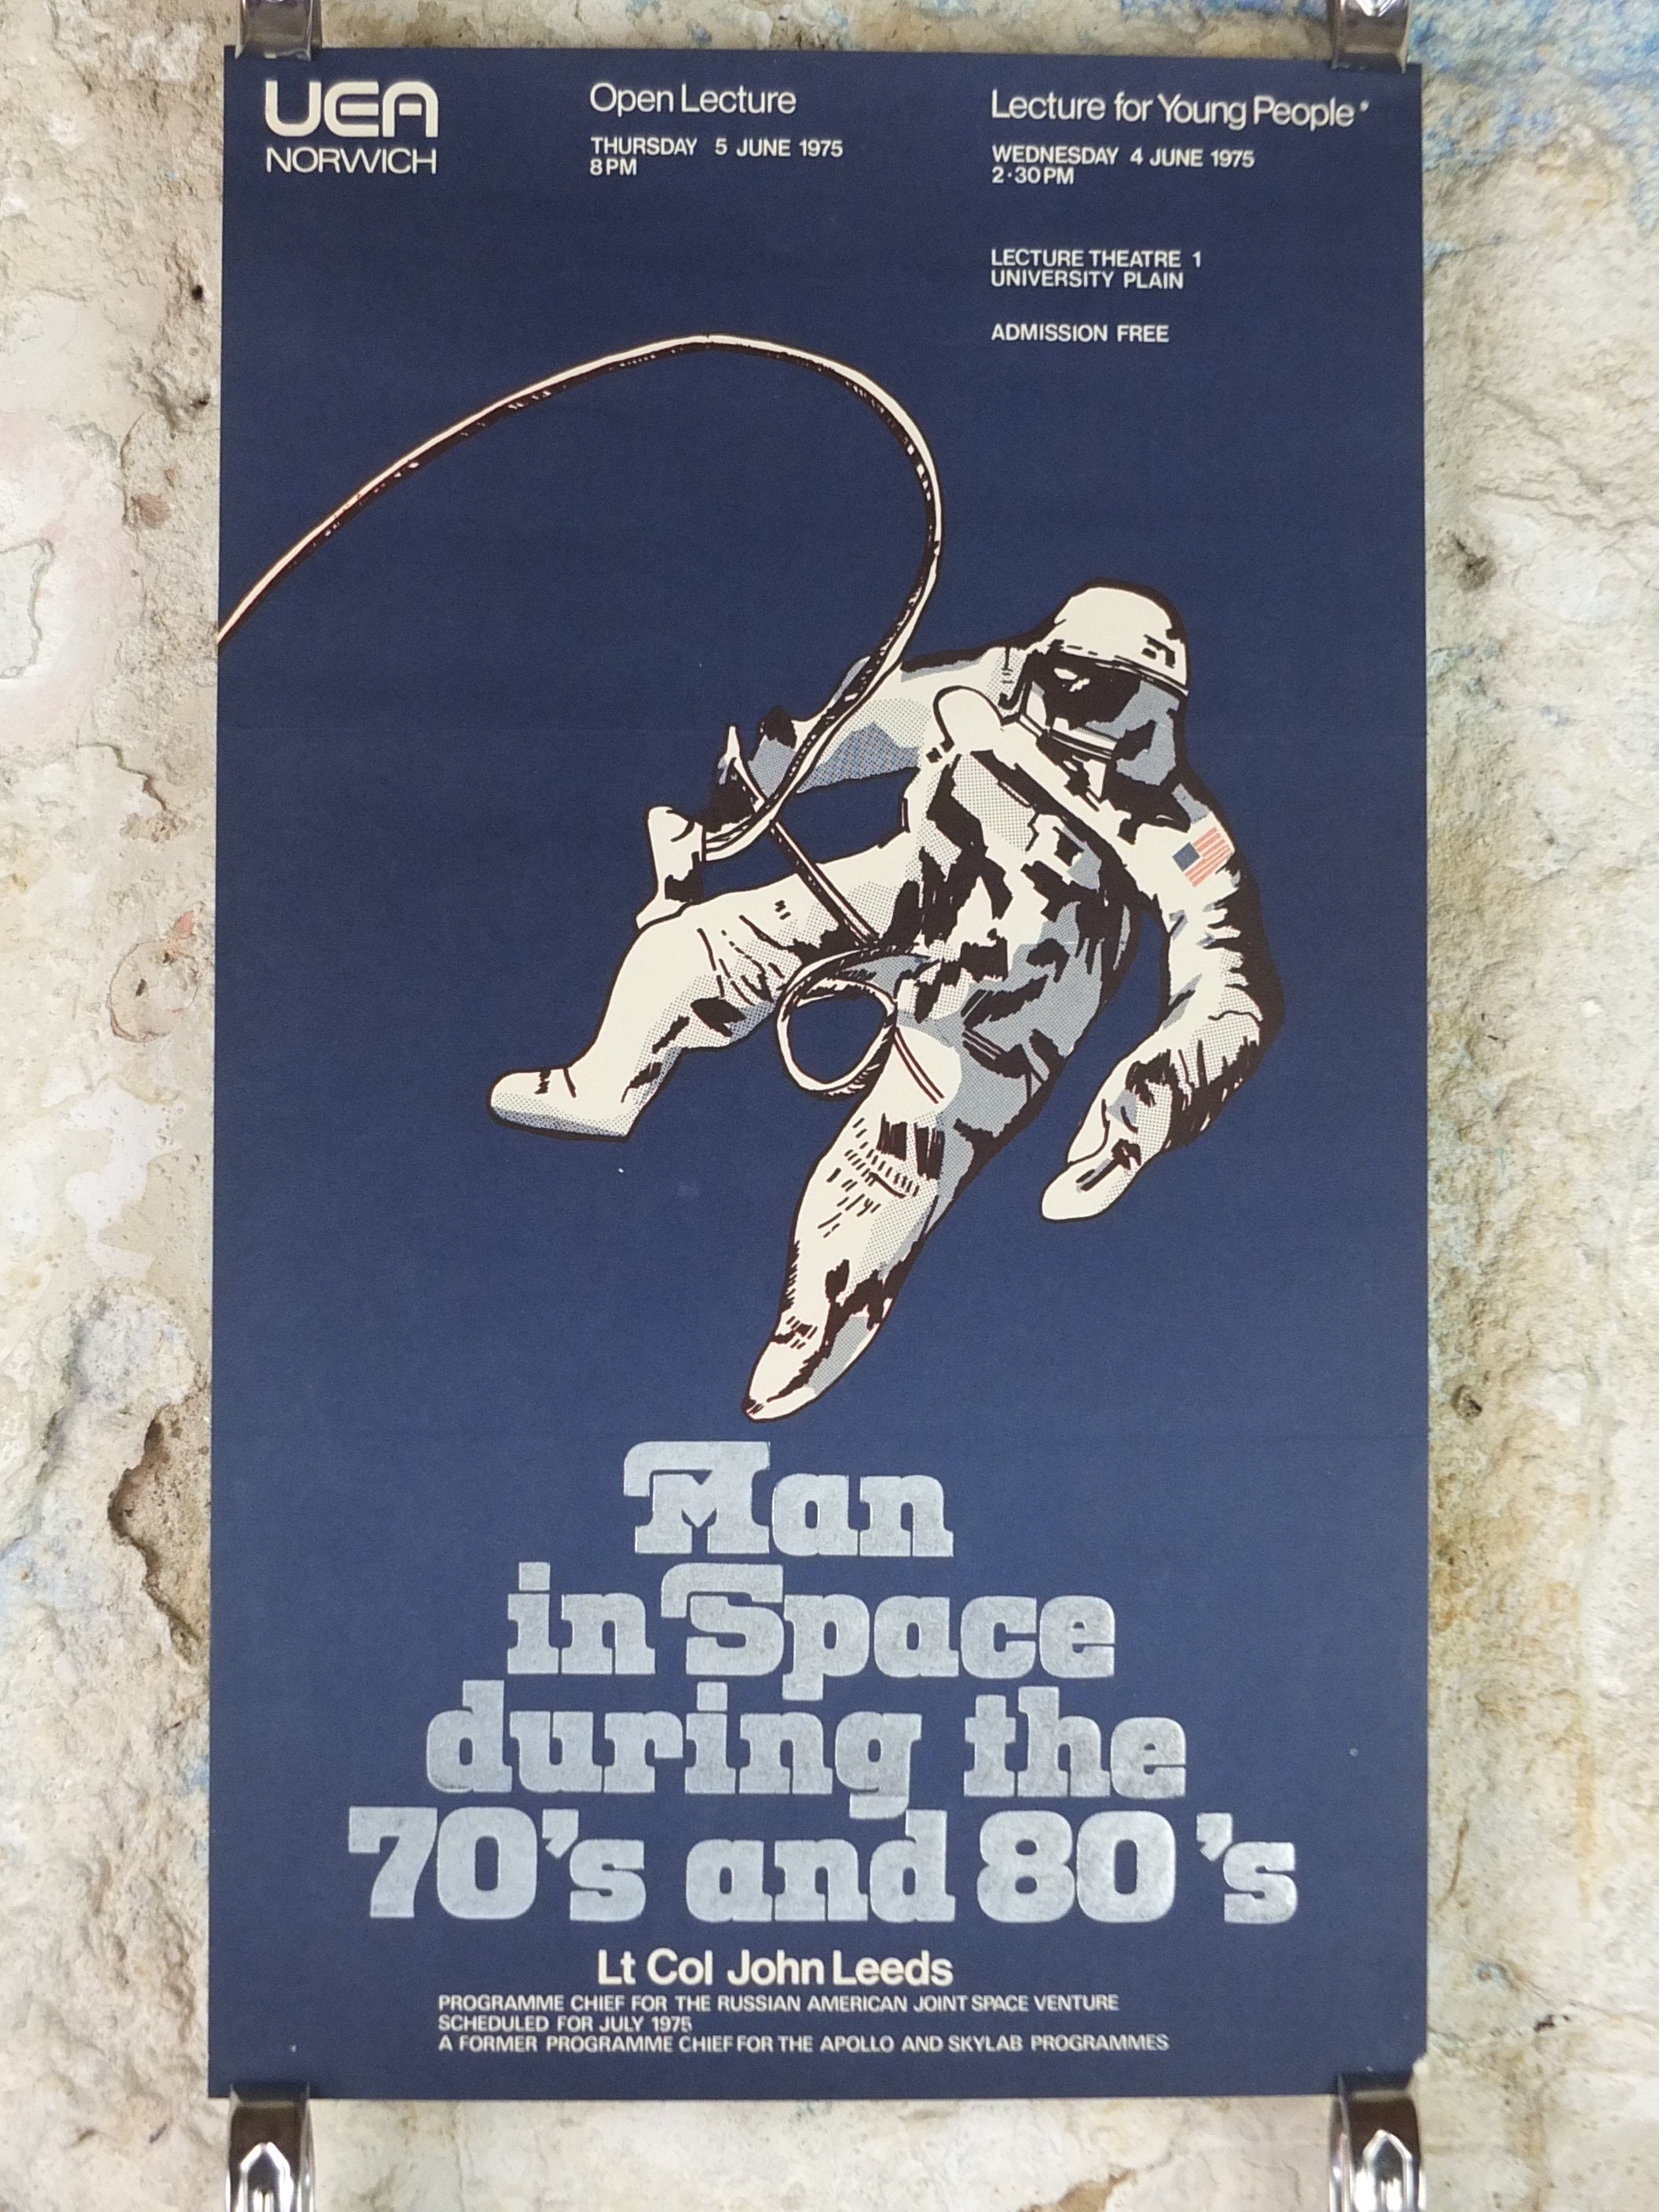 UEA
NORWICH
Open Lecture
THURSDAY 5 JUNE 1975
8PM
Lecture for Young People*
WEDNESDAY 4 JUNE 1975
2·30PM
LECTURE THEATRE 1
UNIVERSITY PLAIN
ADMISSION FREE
Man
in Space
during the
70's and 80's
Lt Col John Leeds
PROGRAMME CHIEF FOR THE RUSSIAN AMERICAN JOINT SPACE VENTURE
SCHEDULED FOR JULY 1975
A FORMER PROGRAMME CHIEF FOR THE APOLLO AND SKYLAB PROGRAMMES